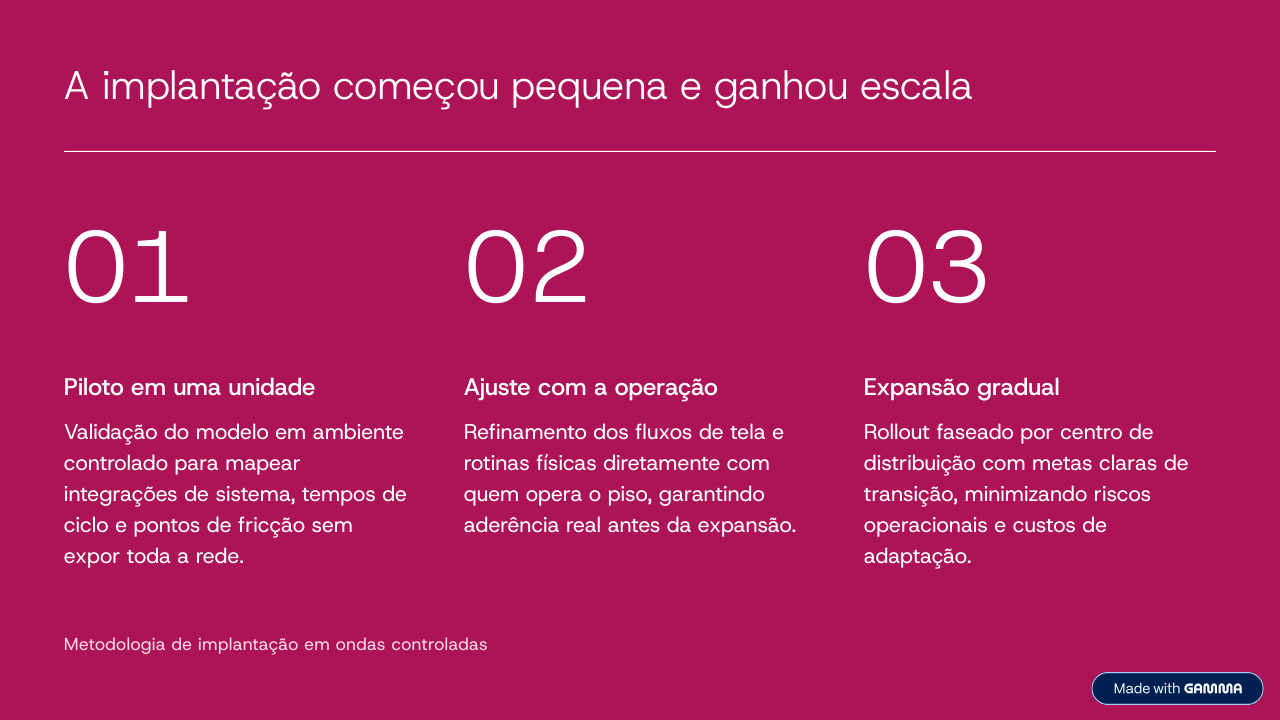 A implantação começou pequena e ganhou escala
01
Piloto em uma unidade
Validação do modelo em ambiente
controlado para mapear
integrações de sistema, tempos de
ciclo e pontos de fricção sem
expor toda a rede.
02
Ajuste com a operação
Refinamento dos fluxos de tela e
rotinas físicas diretamente com
quem opera o piso, garantindo
aderência real antes da expansão.
03
Expansão gradual
Rollout faseado por centro de
distribuição com metas claras de
transição, minimizando riscos
operacionais e custos de
adaptação.
Metodologia de implantação em ondas controladas
Made with GAMMA